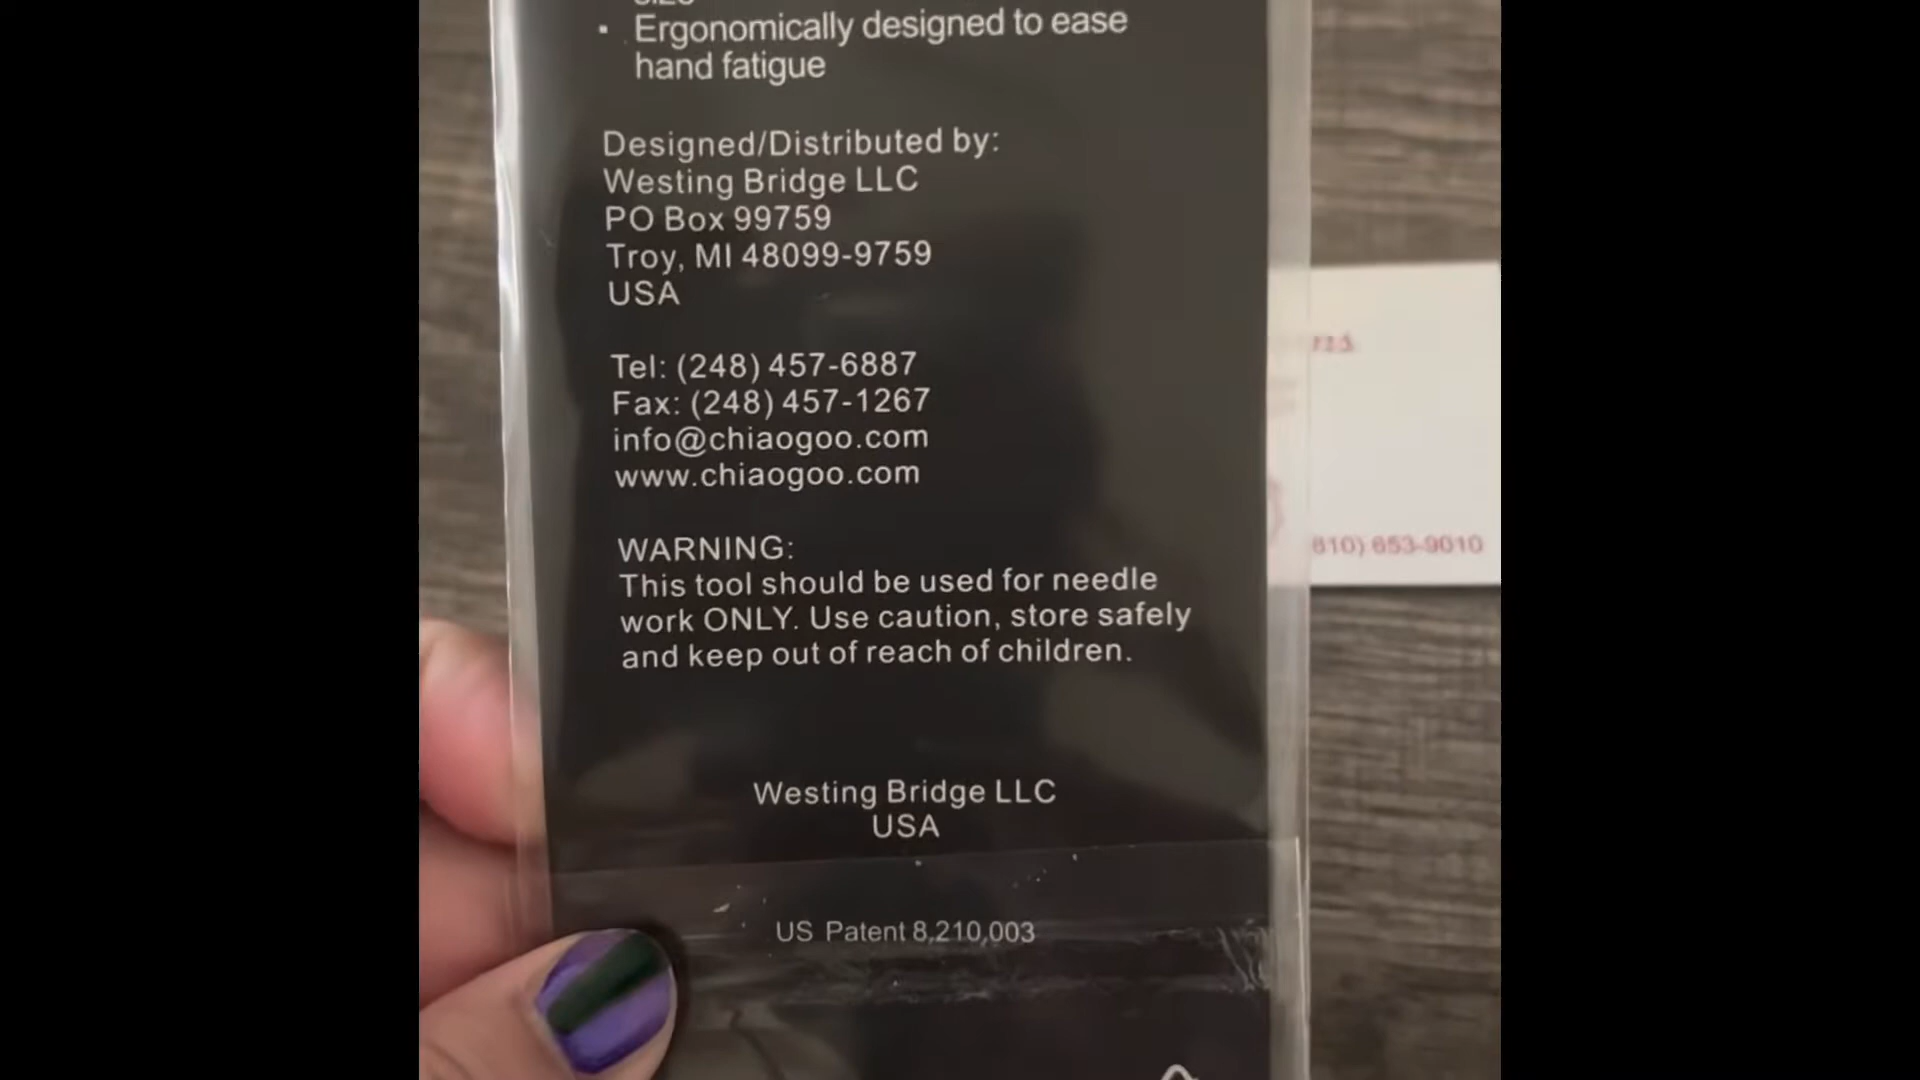 · Ergonomically designed to ease
hand fatigue
Designed/Distributed by:
Westing Bridge LLC
PO Box 99759
Troy, MI 48099-9759
USA
Tel: (248) 457-6887
Fax: (248) 457-1267
info@chiaogoo.com
www.chiaogoo.com
WARNING:
This tool should be used for needle
work ONLY. Use caution, store safely
and keep out of reach of children.
Westing Bridge LLC
USA
US Patent 8,210,003
610) 653-9010